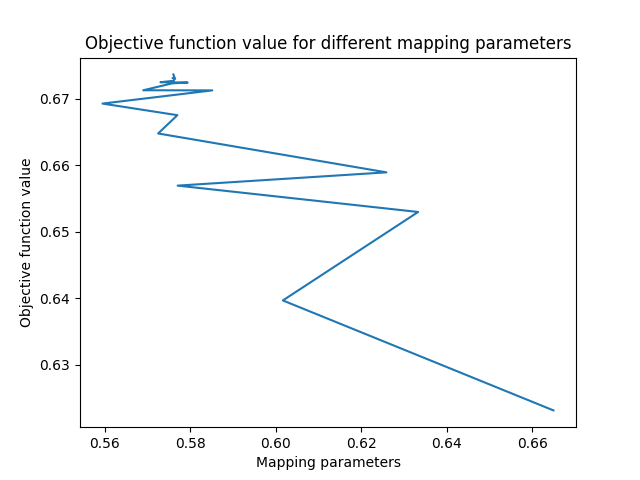 Objective function value for different mapping parameters
0.67
0.66
0.65
0.64
0.63
Objective function value
0.56 0.58 0.60 0.62 0.64 0.66
Mapping parameters